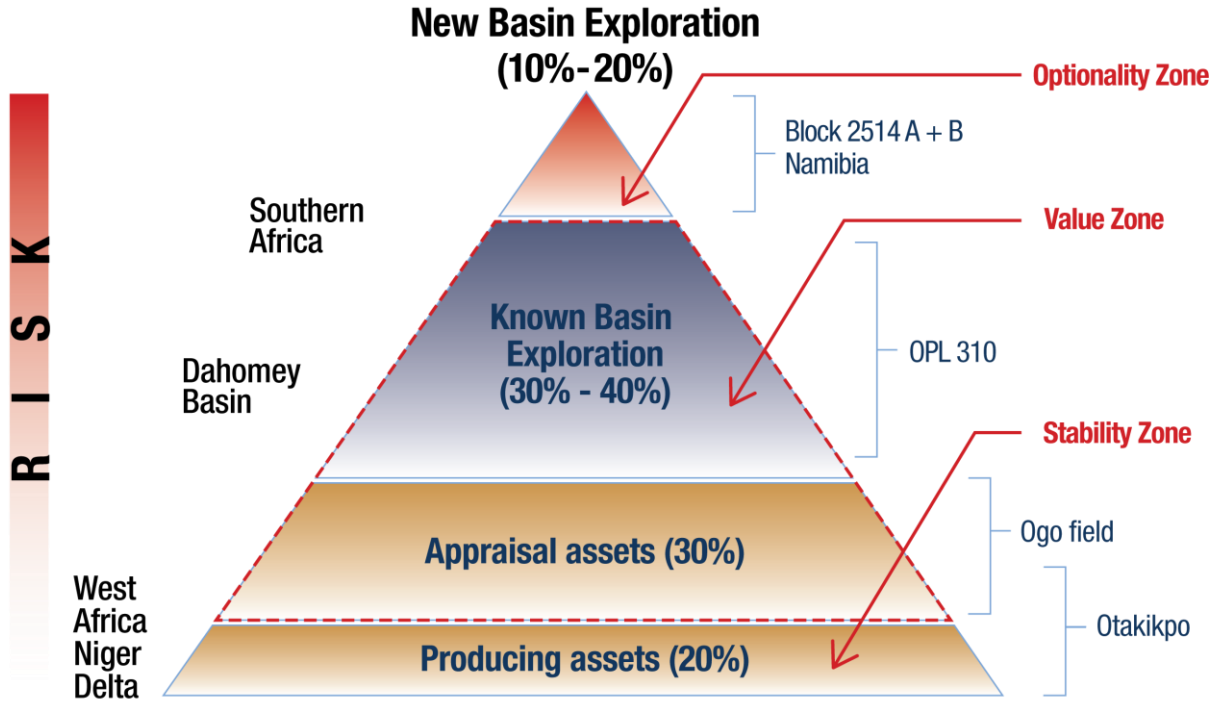 New Basin Exploration
(10%-20%)
Optionality Zone
Block 2514 A + B
Namibia
Southern
Africa
Value Zone
RISK
Known Basin
Exploration
(30% - 40%)
OPL 310
Dahomey
Basin
Stability Zone
Appraisal assets (30%)
Ogo field
West
Africa
Niger
Delta
Otakikpo
Producing assets (20%)